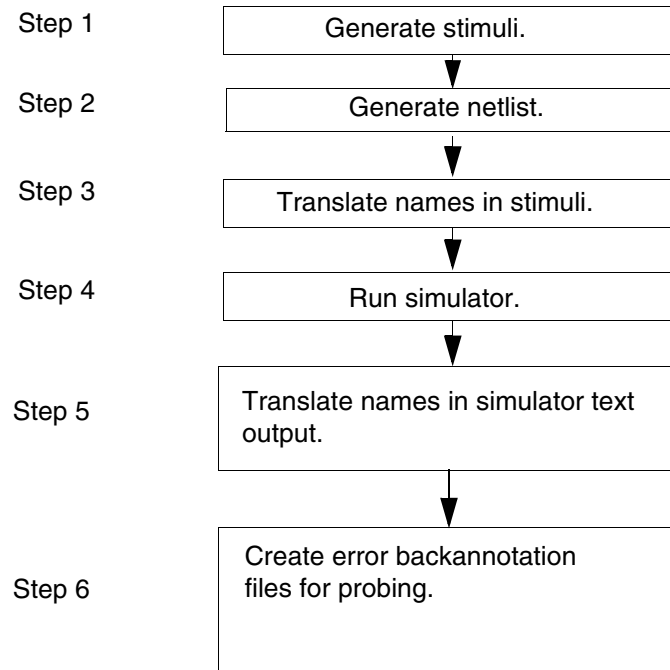 Step 1
Generate stimuli.
Step 2
Generate netlist.
Step 3
Translate names in stimuli.
Step 4
Run simulator.
Step 5
Translate names in simulator text
output.
Step 6
Create error backannotation
files for probing.